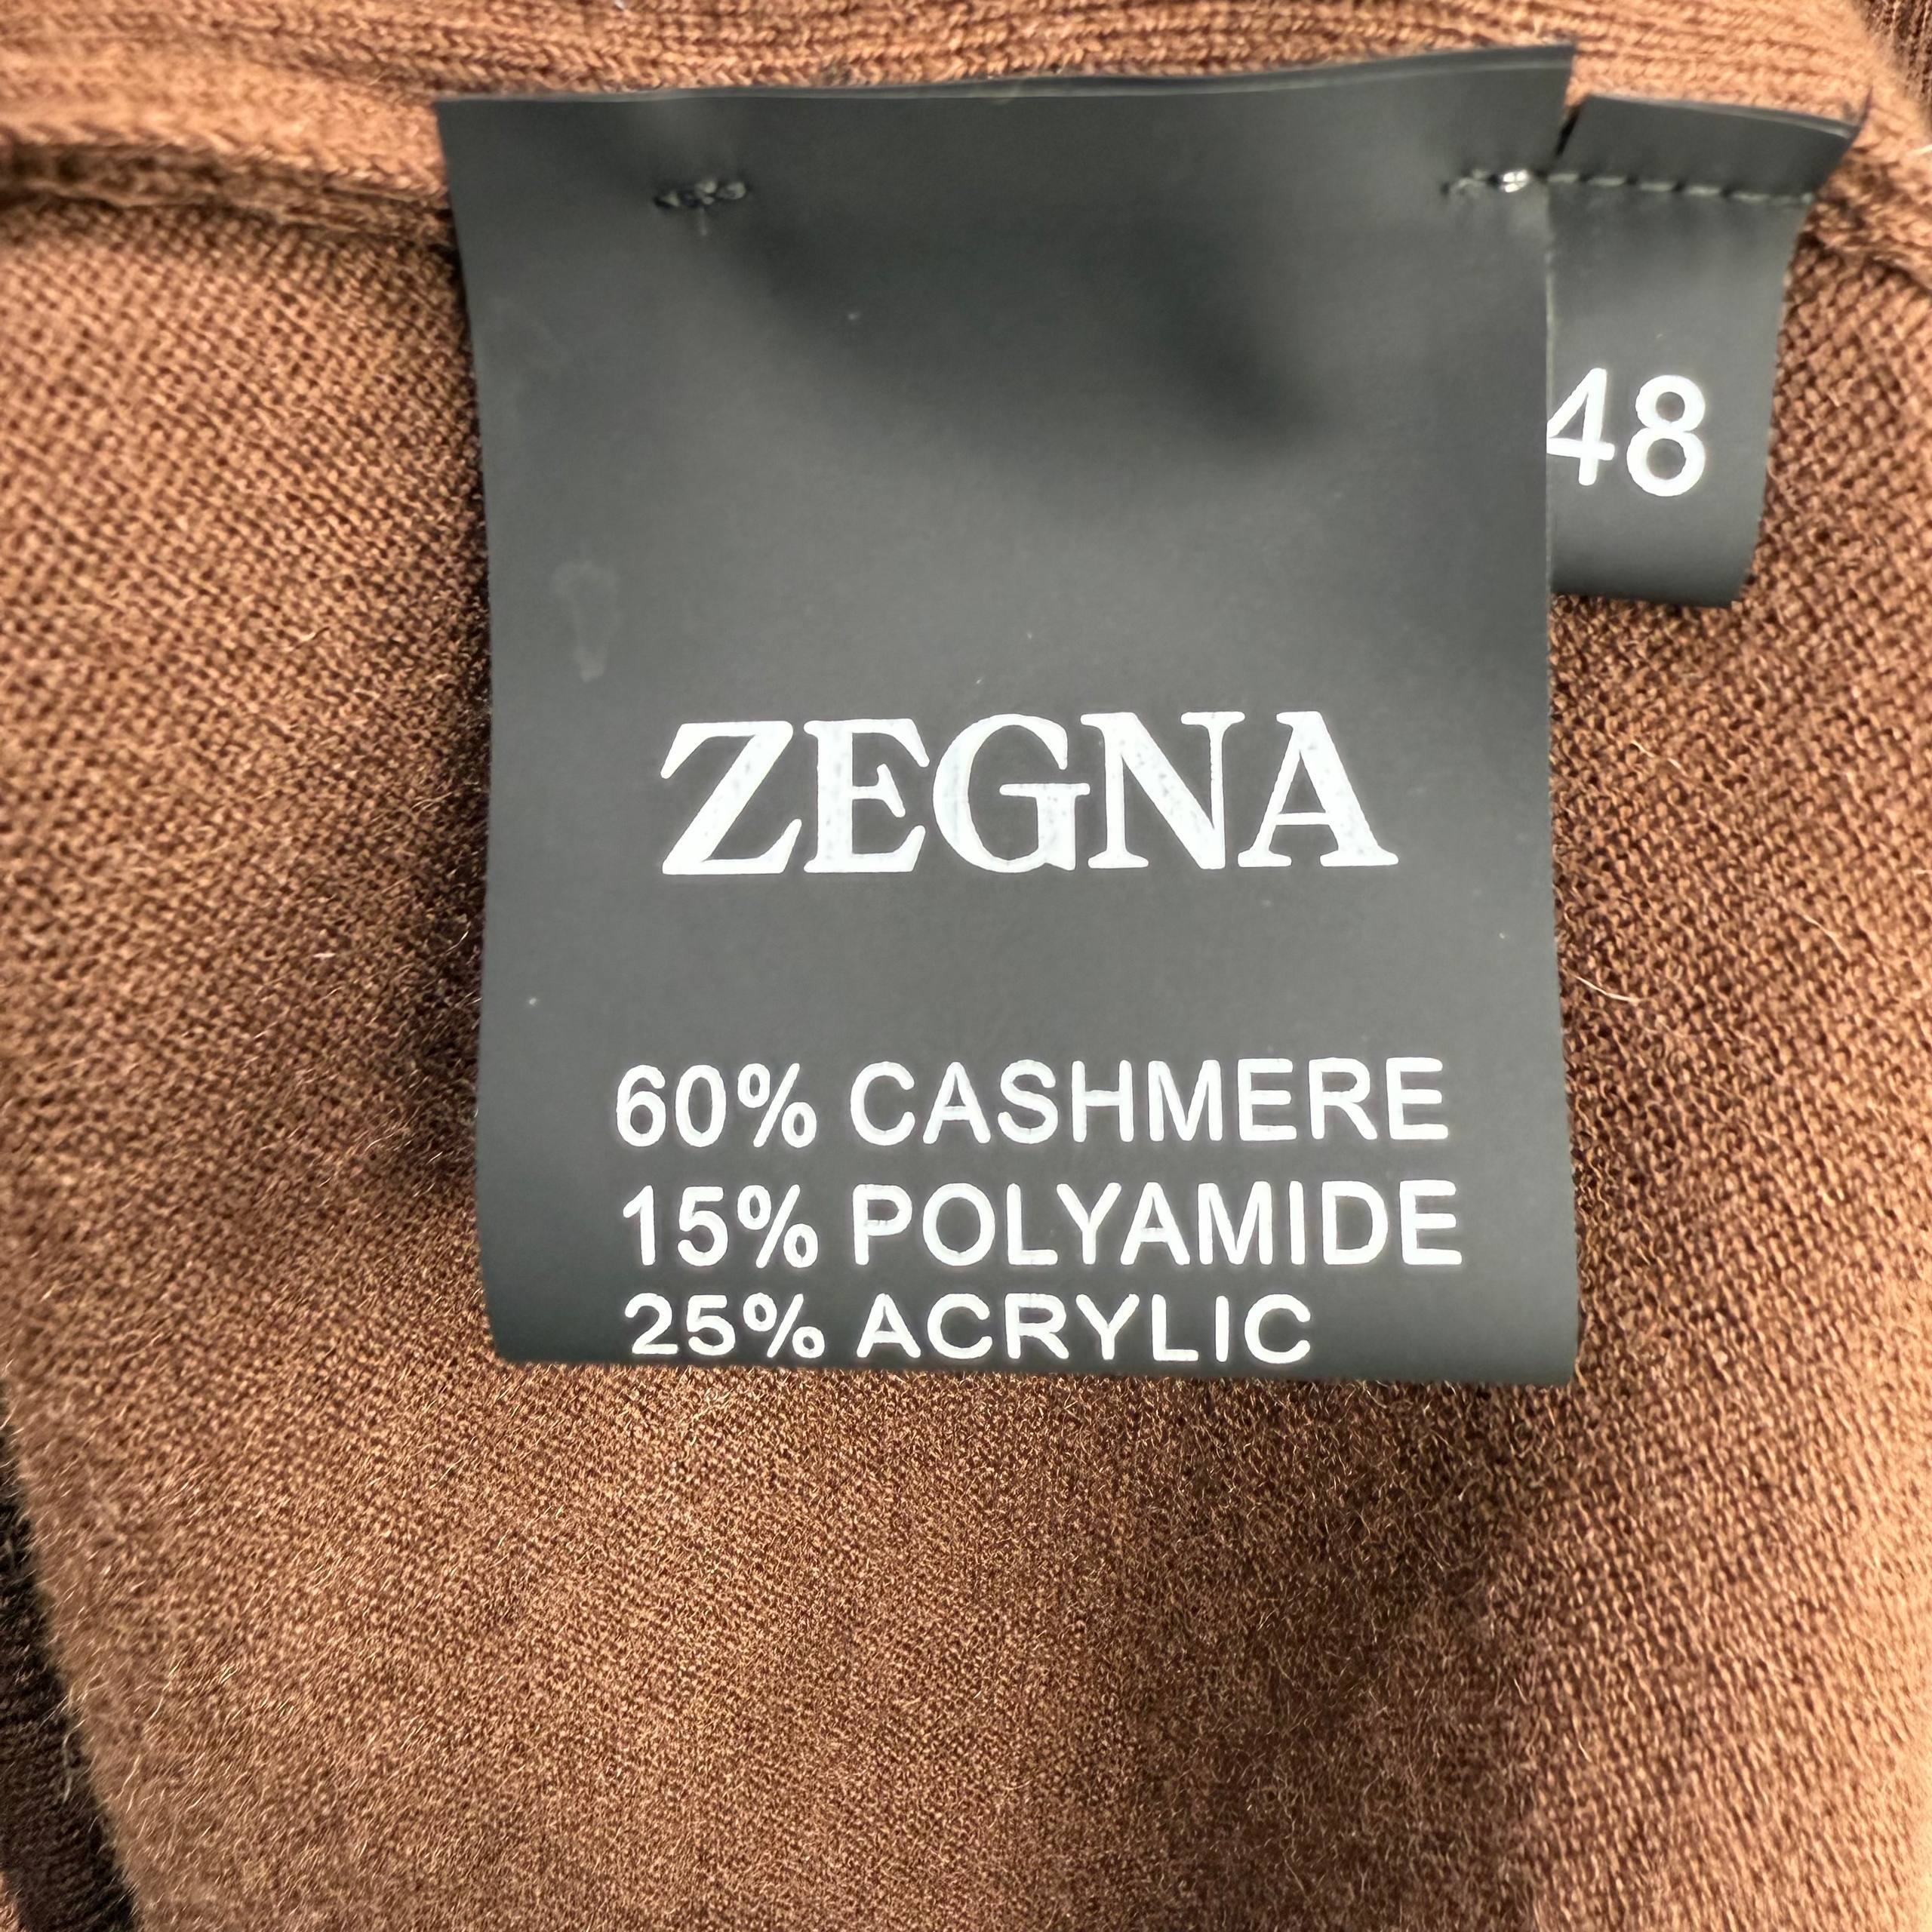 48
ZEGNA
60% CASHMERE
15% POLYAMIDE
25% ACRYLIC